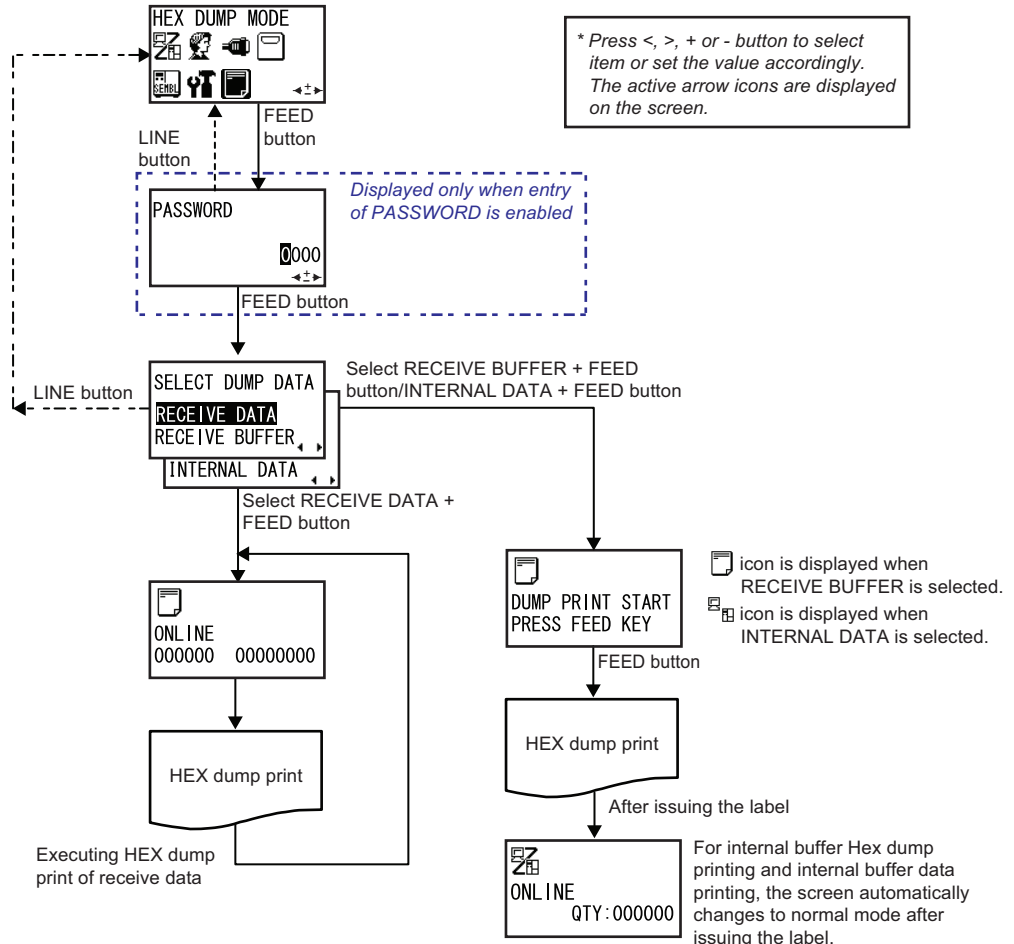 HEX DUMP MODE
SEMBL
* Press <, >, + or - button to select
item or set the value accordingly.
The active arrow icons are displayed
on the screen.
FEED
button
LINE
button
Displayed only when entry
of PASSWORD is enabled
PASSWORD
0000
FEED button
SELECT DUMP DATA
RECEIVE DATA
RECEIVE BUFFER
INTERNAL DATA
LINE button
Select RECEIVE BUFFER + FEED
button/INTERNAL DATA + FEED button
Select RECEIVE DATA +
FEED button
ONLINE
000000 00000000
HEX dump print
Executing HEX dump
print of receive data
DUMP PRINT START
PRESS FEED KEY
icon is displayed when
RECEIVE BUFFER is selected.
icon is displayed when
INTERNAL DATA is selected.
FEED button
HEX dump print
After issuing the label
ONLINE
QTY:000000
For internal buffer Hex dump
printing and internal buffer data
printing, the screen automatically
changes to normal mode after
issuing the label.